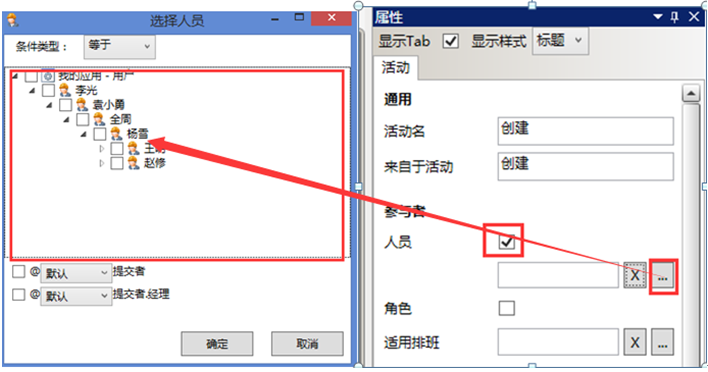 选择人员
条件类型： 等于
我的应用 - 用户
李光
袁小勇
全周
杨雪
王明
赵修
@ 默认 提交者
@ 默认 提交者.经理
确定 取消
属性
显示Tab 显示样式 标题
活动
通用
活动名 创建
来自于活动 创建
参与者
人员
X ...
角色
适用排班 X ...